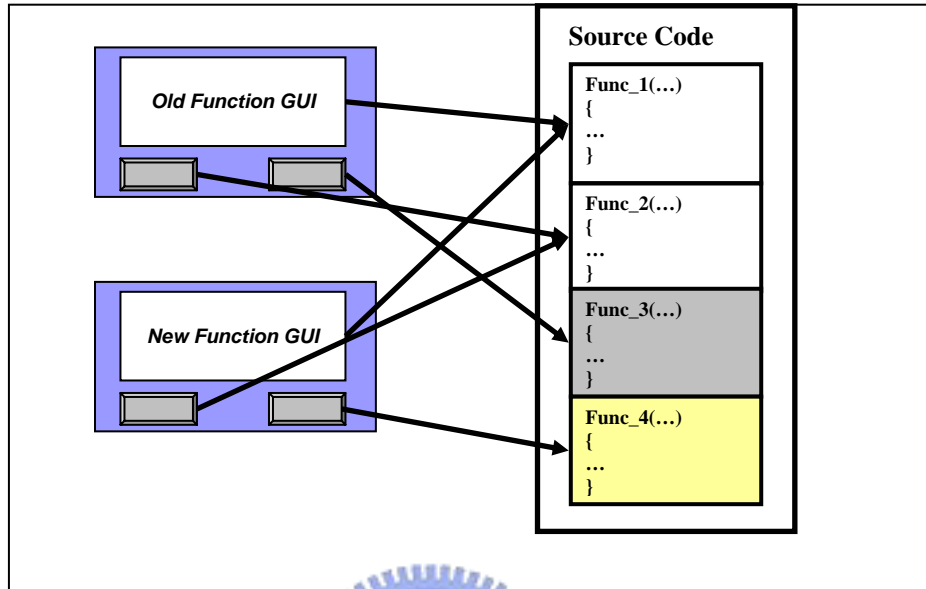 Old Function GUI
New Function GUI
Source Code
Func_1(…)
{
…
}
Func_2(…)
{
…
}
Func_3(…)
{
…
}
Func_4(…)
{
…
}